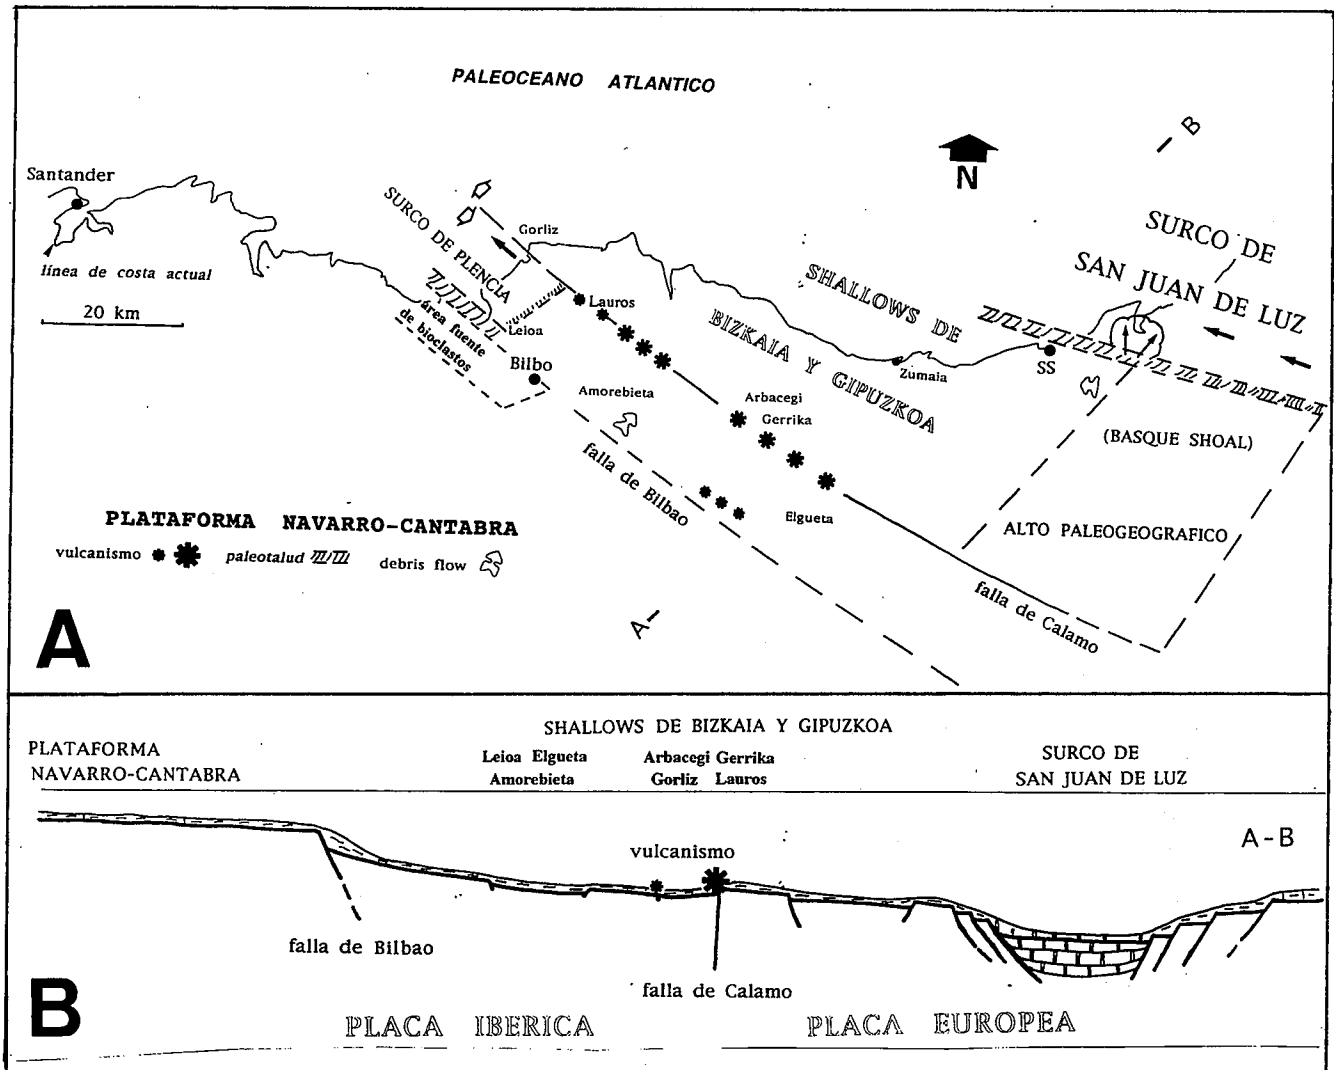 PALEOCEANO ATLANTICO
B
N
Santander
línea de costa actual
20 km
SURCO DE PLENCIA
Gorliz
Lauros
área fuente
de bioclastos
Leioa
Bilbo
SURCO DE
SAN JUAN DE LUZ
SHALLOWS DE
BIZKAIA Y GIPUZKOA
Zumaia
SS
Amorebieta
Arbacegi
Gerrika
(BASQUE SHOAL)
falla de Bilbao
Elgueta
ALTO PALEOGEOGRAFICO
falla de Calamo
PLATAFORMA NAVARRO-CANTABRA
vulcanismo
paleotalud
debris flow
A
A
SHALLOWS DE BIZKAIA Y GIPUZKOA
PLATAFORMA
NAVARRO-CANTABRA
Leioa Elgueta
Amorebieta
Arbacegi Gerrika
Gorliz Lauros
SURCO DE
SAN JUAN DE LUZ
A-B
vulcanismo
falla de Bilbao
falla de Calamo
B
PLACA IBERICA
PLACA EUROPEA